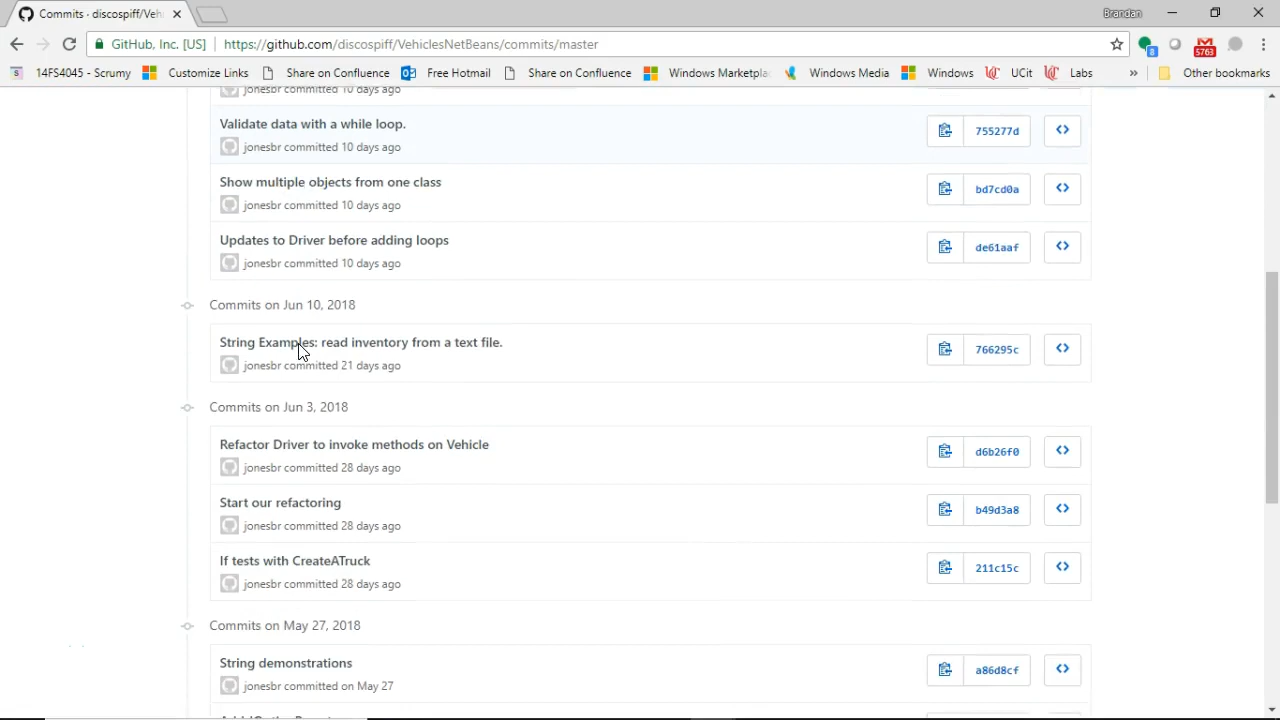 Commits · discospiff/Veh
Brandan
GitHub, Inc. [US] https://github.com/discospiff/VehiclesNetBeans/commits/master
8
5763
14FS4045 - Scrumy Customize Links Share on Confluence Free Hotmail Share on Confluence Windows Marketpla Windows Media Windows UCit Labs » Other bookmarks
jonesbr committed 10 days ago
Validate data with a while loop.
755277d
jonesbr committed 10 days ago
Show multiple objects from one class
bd7cd0a
jonesbr committed 10 days ago
Updates to Driver before adding loops
de61aaf
jonesbr committed 10 days ago
Commits on Jun 10, 2018
String Examples: read inventory from a text file.
766295c
jonesbr committed 21 days ago
Commits on Jun 3, 2018
Refactor Driver to invoke methods on Vehicle
d6b26f0
jonesbr committed 28 days ago
Start our refactoring
b49d3a8
jonesbr committed 28 days ago
If tests with CreateATruck
211c15c
jonesbr committed 28 days ago
Commits on May 27, 2018
String demonstrations
a86d8cf
jonesbr committed on May 27